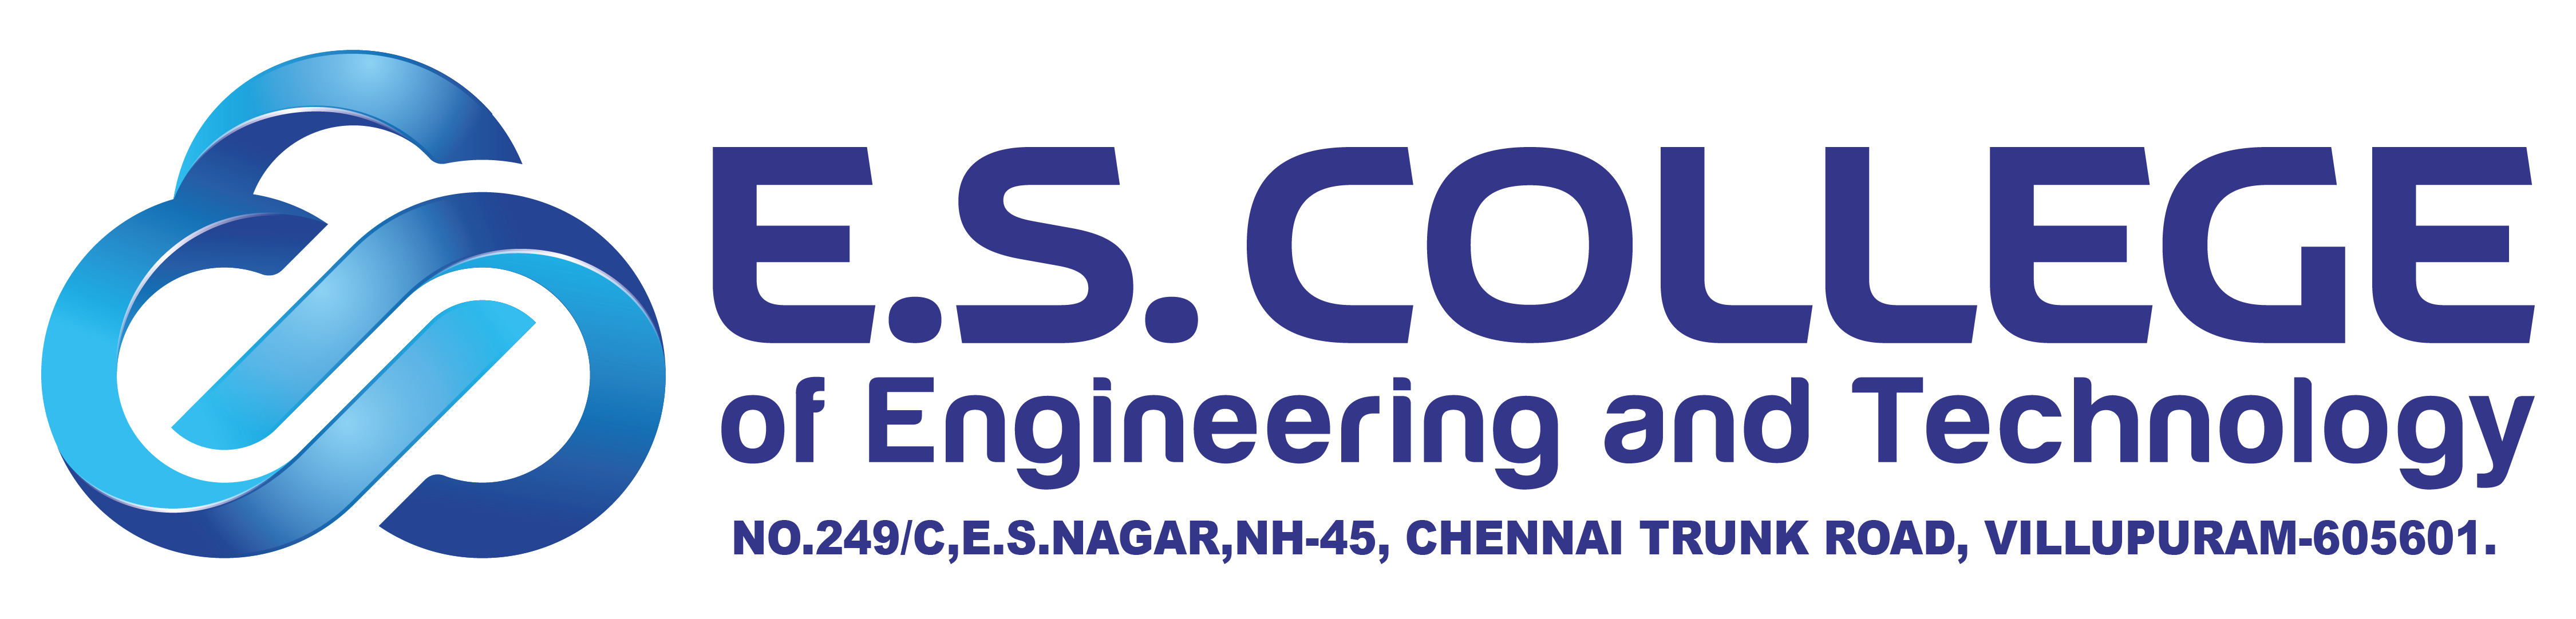 E.S. COLLEGE
of Engineering and Technology
NO.249/C,E.S.NAGAR,NH-45, CHENNAI TRUNK ROAD, VILLUPURAM-605601.